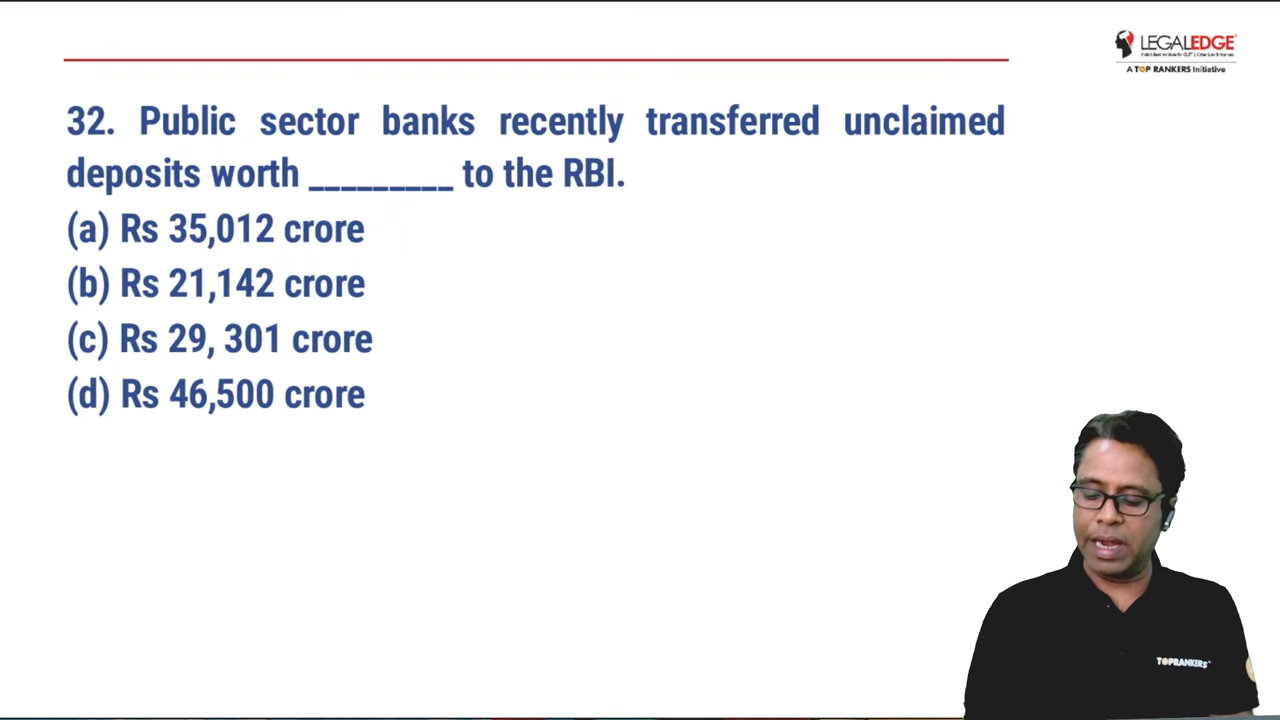 LEGALEDGE
A TOP RANKERS Initiative
32. Public sector banks recently transferred unclaimed
deposits worth _________ to the RBI.
(a) Rs 35,012 crore
(b) Rs 21,142 crore
(c) Rs 29, 301 crore
(d) Rs 46,500 crore
TOPRANKERS